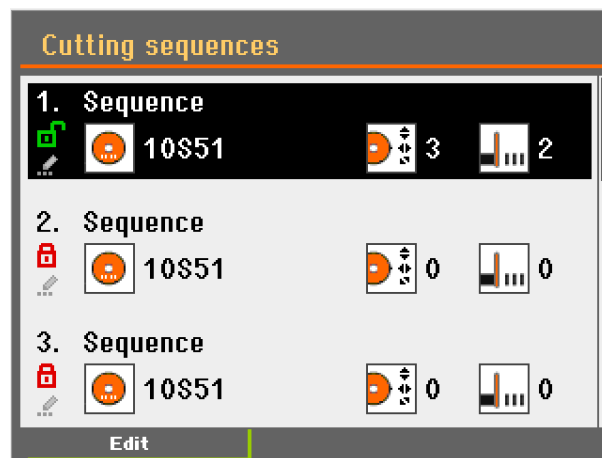 Cutting sequences
1. Sequence
10S51 3 2
2. Sequence
10S51 0 0
3. Sequence
10S51 0 0
Edit